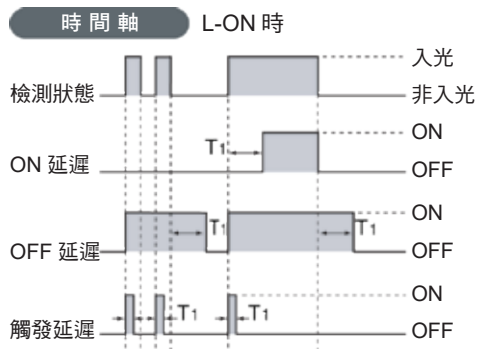 時間軸 L-ON 時
入光
檢測狀態 非入光
ON
T1
ON 延遲 OFF
ON
T1 T1
OFF 延遲 OFF
ON
T1 T1
觸發延遲 OFF